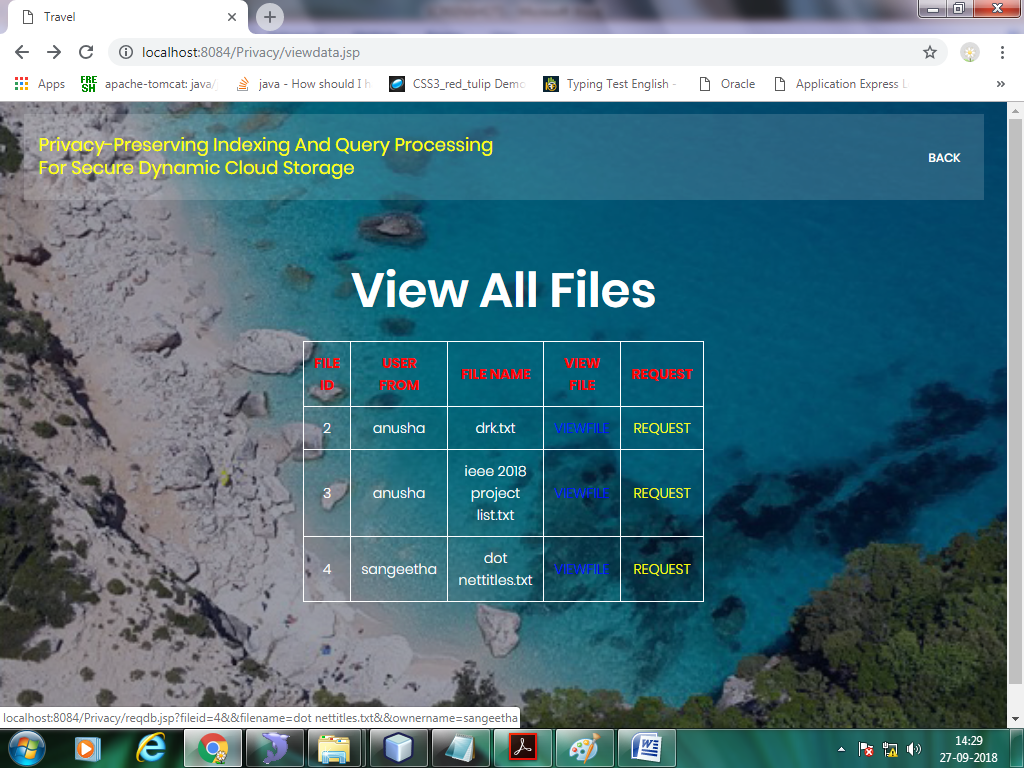 Travel
localhost:8084/Privacy/viewdata.jsp
Apps FRE SH apache-tomcat: java/ java - How should I h CSS3_red_tulip Demo Typing Test English - Oracle Application Express L »
Privacy-Preserving Indexing And Query Processing
For Secure Dynamic Cloud Storage
BACK
View All Files
FILE ID USER FROM FILE NAME VIEW FILE REQUEST
2 anusha drk.txt VIEWFILE REQUEST
3 anusha ieee 2018 project list.txt VIEWFILE REQUEST
4 sangeetha dot nettitles.txt VIEWFILE REQUEST
localhost:8084/Privacy/reqdb.jsp?fileid=4&&filename=dot nettitles.txt&&ownername=sangeetha
14:29
27-09-2018